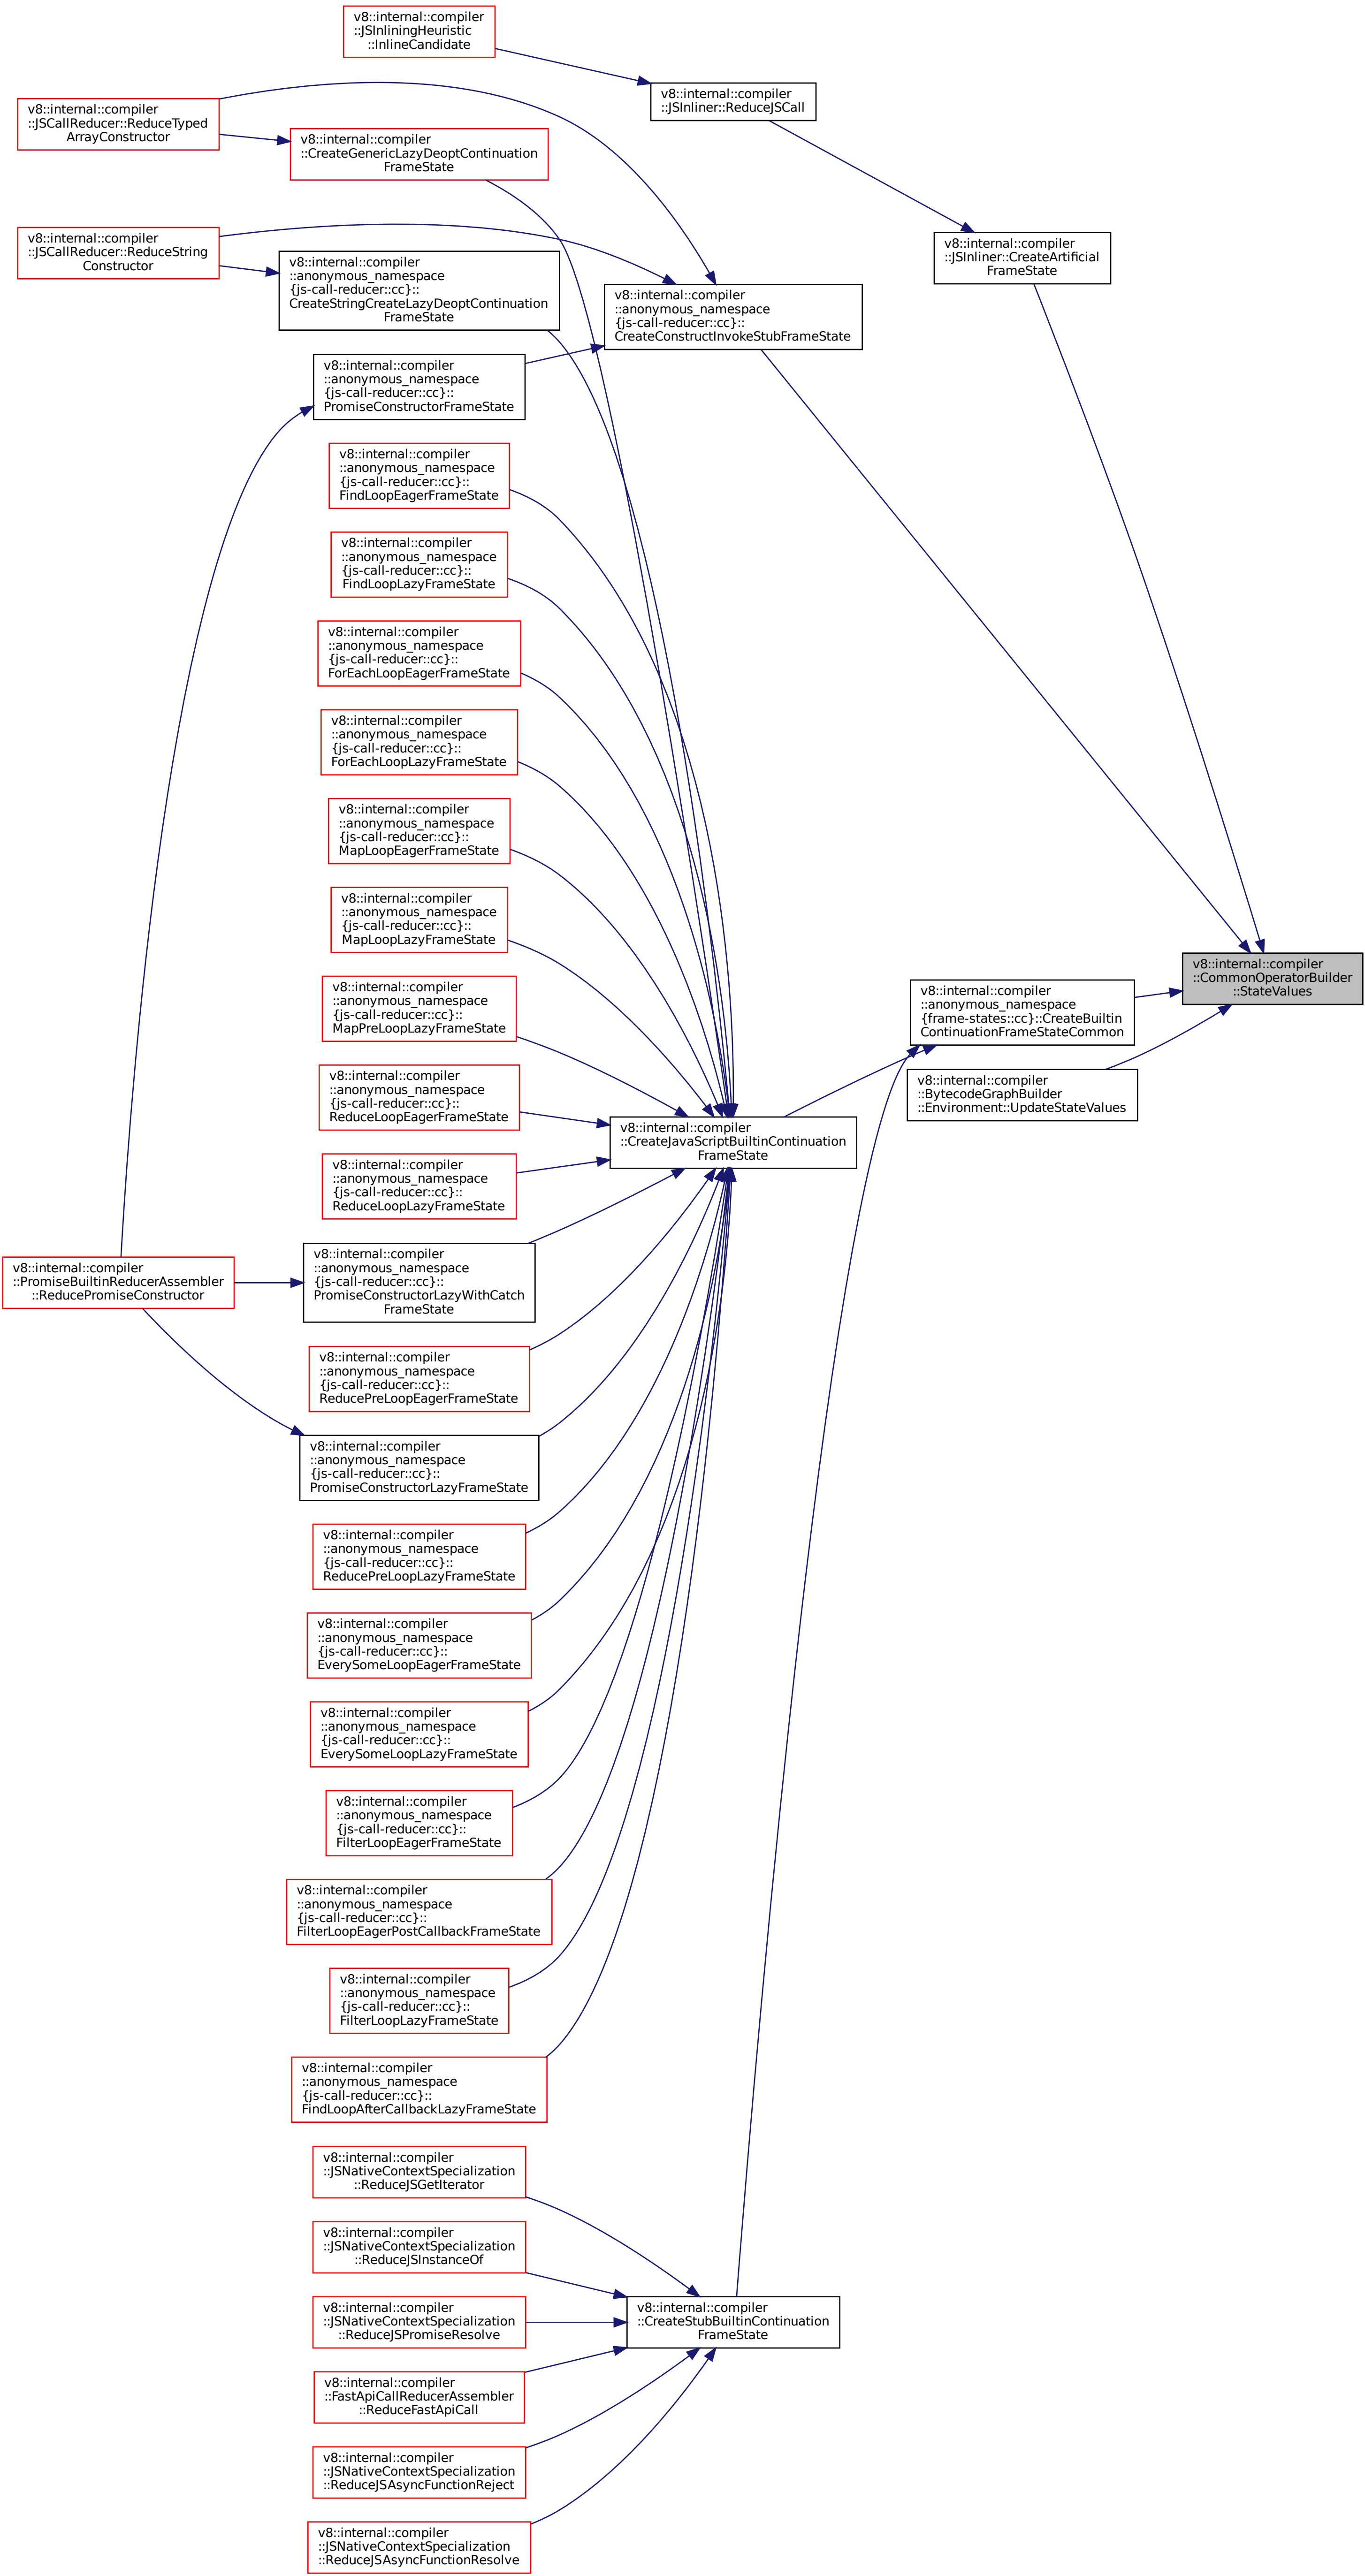 v8::internal::compiler
::JSInliningHeuristic
::InlineCandidate
v8::internal::compiler
::JSInliner::ReduceJSCall
v8::internal::compiler
::JSCallReducer::ReduceTyped
ArrayConstructor
v8::internal::compiler
::CreateGenericLazyDeoptContinuation
FrameState
v8::internal::compiler
::JSCallReducer::ReduceString
Constructor
v8::internal::compiler
::JSInliner::CreateArtificial
FrameState
v8::internal::compiler
::anonymous_namespace
{js-call-reducer::cc}::
CreateStringCreateLazyDeoptContinuation
FrameState
v8::internal::compiler
::anonymous_namespace
{js-call-reducer::cc}::
CreateConstructInvokeStubFrameState
v8::internal::compiler
::anonymous_namespace
{js-call-reducer::cc}::
PromiseConstructorFrameState
v8::internal::compiler
::anonymous_namespace
{js-call-reducer::cc}::
FindLoopEagerFrameState
v8::internal::compiler
::anonymous_namespace
{js-call-reducer::cc}::
FindLoopLazyFrameState
v8::internal::compiler
::anonymous_namespace
{js-call-reducer::cc}::
ForEachLoopEagerFrameState
v8::internal::compiler
::anonymous_namespace
{js-call-reducer::cc}::
ForEachLoopLazyFrameState
v8::internal::compiler
::anonymous_namespace
{js-call-reducer::cc}::
MapLoopEagerFrameState
v8::internal::compiler
::anonymous_namespace
{js-call-reducer::cc}::
MapLoopLazyFrameState
v8::internal::compiler
::CommonOperatorBuilder
::StateValues
v8::internal::compiler
::anonymous_namespace
{js-call-reducer::cc}::
MapPreLoopLazyFrameState
v8::internal::compiler
::anonymous_namespace
{frame-states::cc}::CreateBuiltin
ContinuationFrameStateCommon
v8::internal::compiler
::anonymous_namespace
{js-call-reducer::cc}::
ReduceLoopEagerFrameState
v8::internal::compiler
::BytecodeGraphBuilder
::Environment::UpdateStateValues
v8::internal::compiler
::CreateJavaScriptBuiltinContinuation
FrameState
v8::internal::compiler
::anonymous_namespace
{js-call-reducer::cc}::
ReduceLoopLazyFrameState
v8::internal::compiler
::PromiseBuiltinReducerAssembler
::ReducePromiseConstructor
v8::internal::compiler
::anonymous_namespace
{js-call-reducer::cc}::
PromiseConstructorLazyWithCatch
FrameState
v8::internal::compiler
::anonymous_namespace
{js-call-reducer::cc}::
ReducePreLoopEagerFrameState
v8::internal::compiler
::anonymous_namespace
{js-call-reducer::cc}::
PromiseConstructorLazyFrameState
v8::internal::compiler
::anonymous_namespace
{js-call-reducer::cc}::
ReducePreLoopLazyFrameState
v8::internal::compiler
::anonymous_namespace
{js-call-reducer::cc}::
EverySomeLoopEagerFrameState
v8::internal::compiler
::anonymous_namespace
{js-call-reducer::cc}::
EverySomeLoopLazyFrameState
v8::internal::compiler
::anonymous_namespace
{js-call-reducer::cc}::
FilterLoopEagerFrameState
v8::internal::compiler
::anonymous_namespace
{js-call-reducer::cc}::
FilterLoopEagerPostCallbackFrameState
v8::internal::compiler
::anonymous_namespace
{js-call-reducer::cc}::
FilterLoopLazyFrameState
v8::internal::compiler
::anonymous_namespace
{js-call-reducer::cc}::
FindLoopAfterCallbackLazyFrameState
v8::internal::compiler
::JSNativeContextSpecialization
::ReduceJSGetIterator
v8::internal::compiler
::JSNativeContextSpecialization
::ReduceJSInstanceOf
v8::internal::compiler
::JSNativeContextSpecialization
::ReduceJSPromiseResolve
v8::internal::compiler
::CreateStubBuiltinContinuation
FrameState
v8::internal::compiler
::FastApiCallReducerAssembler
::ReduceFastApiCall
v8::internal::compiler
::JSNativeContextSpecialization
::ReduceJSAsyncFunctionReject
v8::internal::compiler
::JSNativeContextSpecialization
::ReduceJSAsyncFunctionResolve